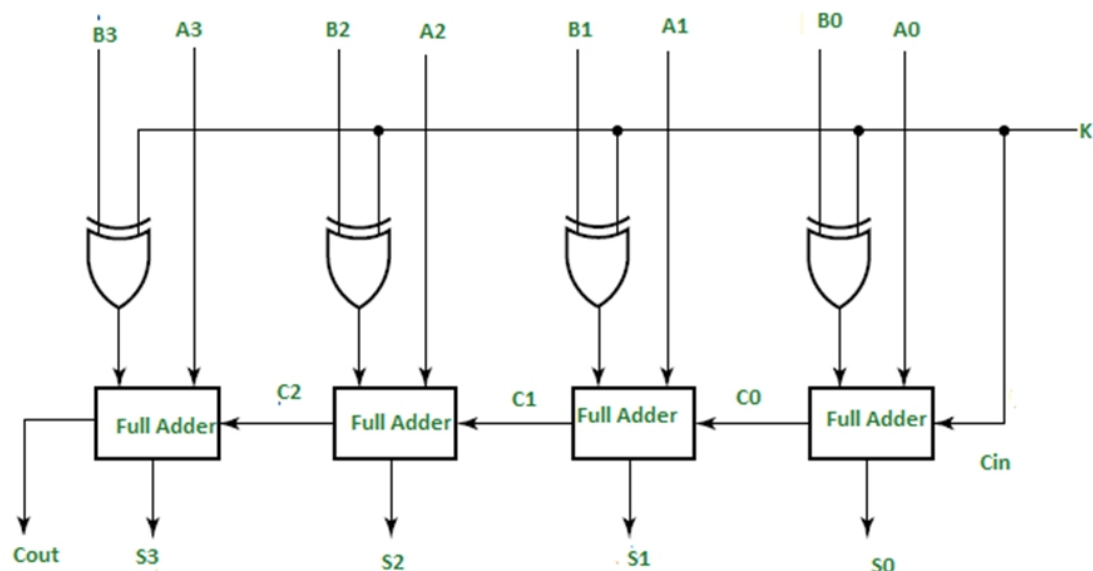 B3 A3 B2 A2 B1 A1 B0 A0
K
C2 C1 C0
Full Adder Full Adder Full Adder Full Adder
Cin
Cout S3 S2 S1 S0